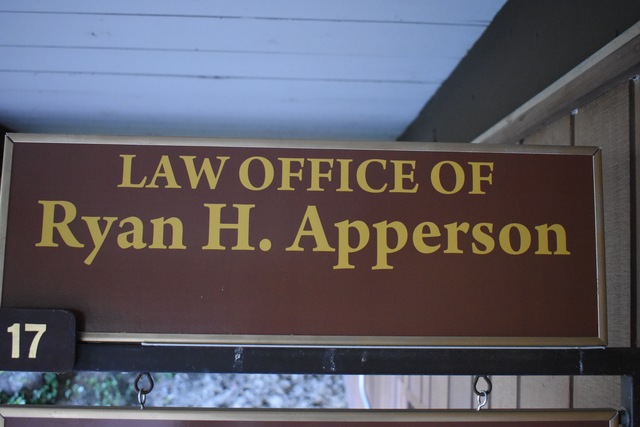 LAW OFFICE OF
Ryan H. Apperson
17